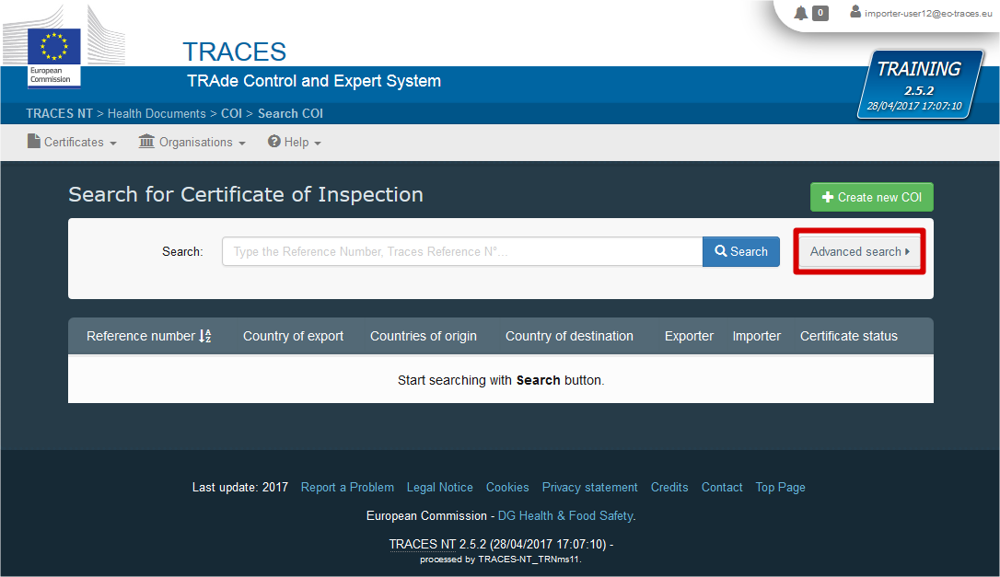 0 importer-user12@ec-traces.eu
European
Commission
TRACES
TRAde Control and Expert System
TRAINING
2.5.2
28/04/2017 17:07:10
TRACES NT > Health Documents > COI > Search COI
Certificates Organisations Help
Search for Certificate of Inspection
Create new COI
Search: Type the Reference Number, Traces Reference N°... Search Advanced search
Reference number Country of export Countries of origin Country of destination Exporter Importer Certificate status
Start searching with Search button.
Last update: 2017 Report a Problem Legal Notice Cookies Privacy statement Credits Contact Top Page
European Commission - DG Health & Food Safety.
TRACES NT 2.5.2 (28/04/2017 17:07:10) -
processed by TRACES-NT_TRNms11.